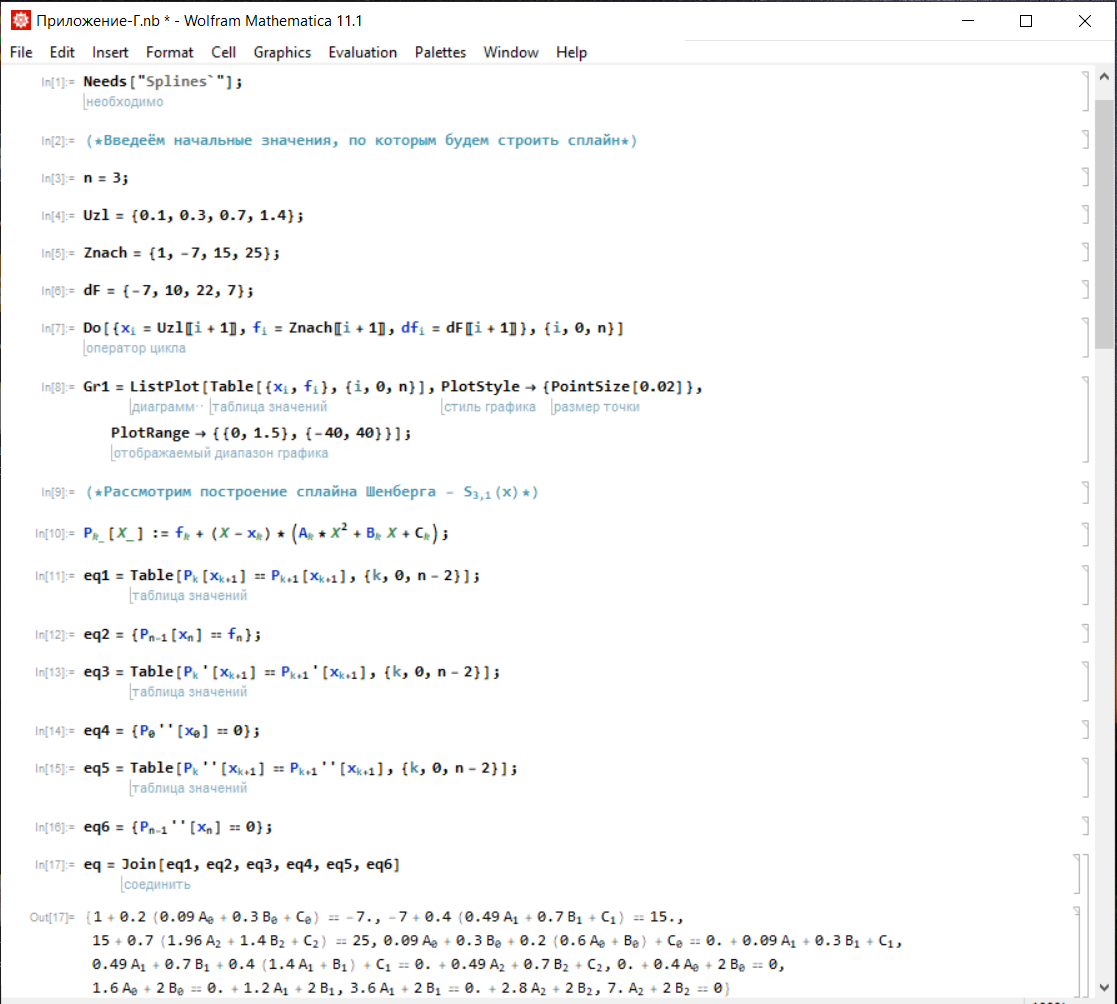 Приложение-Г.nb * - Wolfram Mathematica 11.1
File Edit Insert Format Cell Graphics Evaluation Palettes Window Help
In[1]:= Needs["Splines`"];
необходимо
In[2]:= (*Введеём начальные значения, по которым будем строить сплайн*)
In[3]:= n = 3;
In[4]:= Uzl = {0.1, 0.3, 0.7, 1.4};
In[5]:= Znach = {1, -7, 15, 25};
In[6]:= dF = {-7, 10, 22, 7};
In[7]:= Do[{xᵢ = Uzl〚i + 1〛, fᵢ = Znach〚i + 1〛, dfᵢ = dF〚i + 1〛}, {i, 0, n}]
оператор цикла
In[8]:= Gr1 = ListPlot[Table[{xᵢ, fᵢ}, {i, 0, n}], PlotStyle → {PointSize[0.02]},
диаграмм·· таблица значений стиль графика размер точки
PlotRange → {{0, 1.5}, {-40, 40}}];
отображаемый диапазон графика
In[9]:= (*Рассмотрим построение сплайна Шенберга - S₃,₁(x)*)
In[10]:= Pₖ_[X_] := fₖ + (X - xₖ) * (Aₖ * X² + Bₖ X + Cₖ);
In[11]:= eq1 = Table[Pₖ[xₖ₊₁] == Pₖ₊₁[xₖ₊₁], {k, 0, n - 2}];
таблица значений
In[12]:= eq2 = {Pₙ₋₁[xₙ] == fₙ};
In[13]:= eq3 = Table[Pₖ'[xₖ₊₁] == Pₖ₊₁'[xₖ₊₁], {k, 0, n - 2}];
таблица значений
In[14]:= eq4 = {P₀''[x₀] == 0};
In[15]:= eq5 = Table[Pₖ''[xₖ₊₁] == Pₖ₊₁''[xₖ₊₁], {k, 0, n - 2}];
таблица значений
In[16]:= eq6 = {Pₙ₋₁''[xₙ] == 0};
In[17]:= eq = Join[eq1, eq2, eq3, eq4, eq5, eq6]
соединить
Out[17]= {1 + 0.2 (0.09 A₀ + 0.3 B₀ + C₀) == -7., -7 + 0.4 (0.49 A₁ + 0.7 B₁ + C₁) == 15.,
15 + 0.7 (1.96 A₂ + 1.4 B₂ + C₂) == 25, 0.09 A₀ + 0.3 B₀ + 0.2 (0.6 A₀ + B₀) + C₀ == 0. + 0.09 A₁ + 0.3 B₁ + C₁,
0.49 A₁ + 0.7 B₁ + 0.4 (1.4 A₁ + B₁) + C₁ == 0. + 0.49 A₂ + 0.7 B₂ + C₂, 0. + 0.4 A₀ + 2 B₀ == 0,
1.6 A₀ + 2 B₀ == 0. + 1.2 A₁ + 2 B₁, 3.6 A₁ + 2 B₁ == 0. + 2.8 A₂ + 2 B₂, 7. A₂ + 2 B₂ == 0}